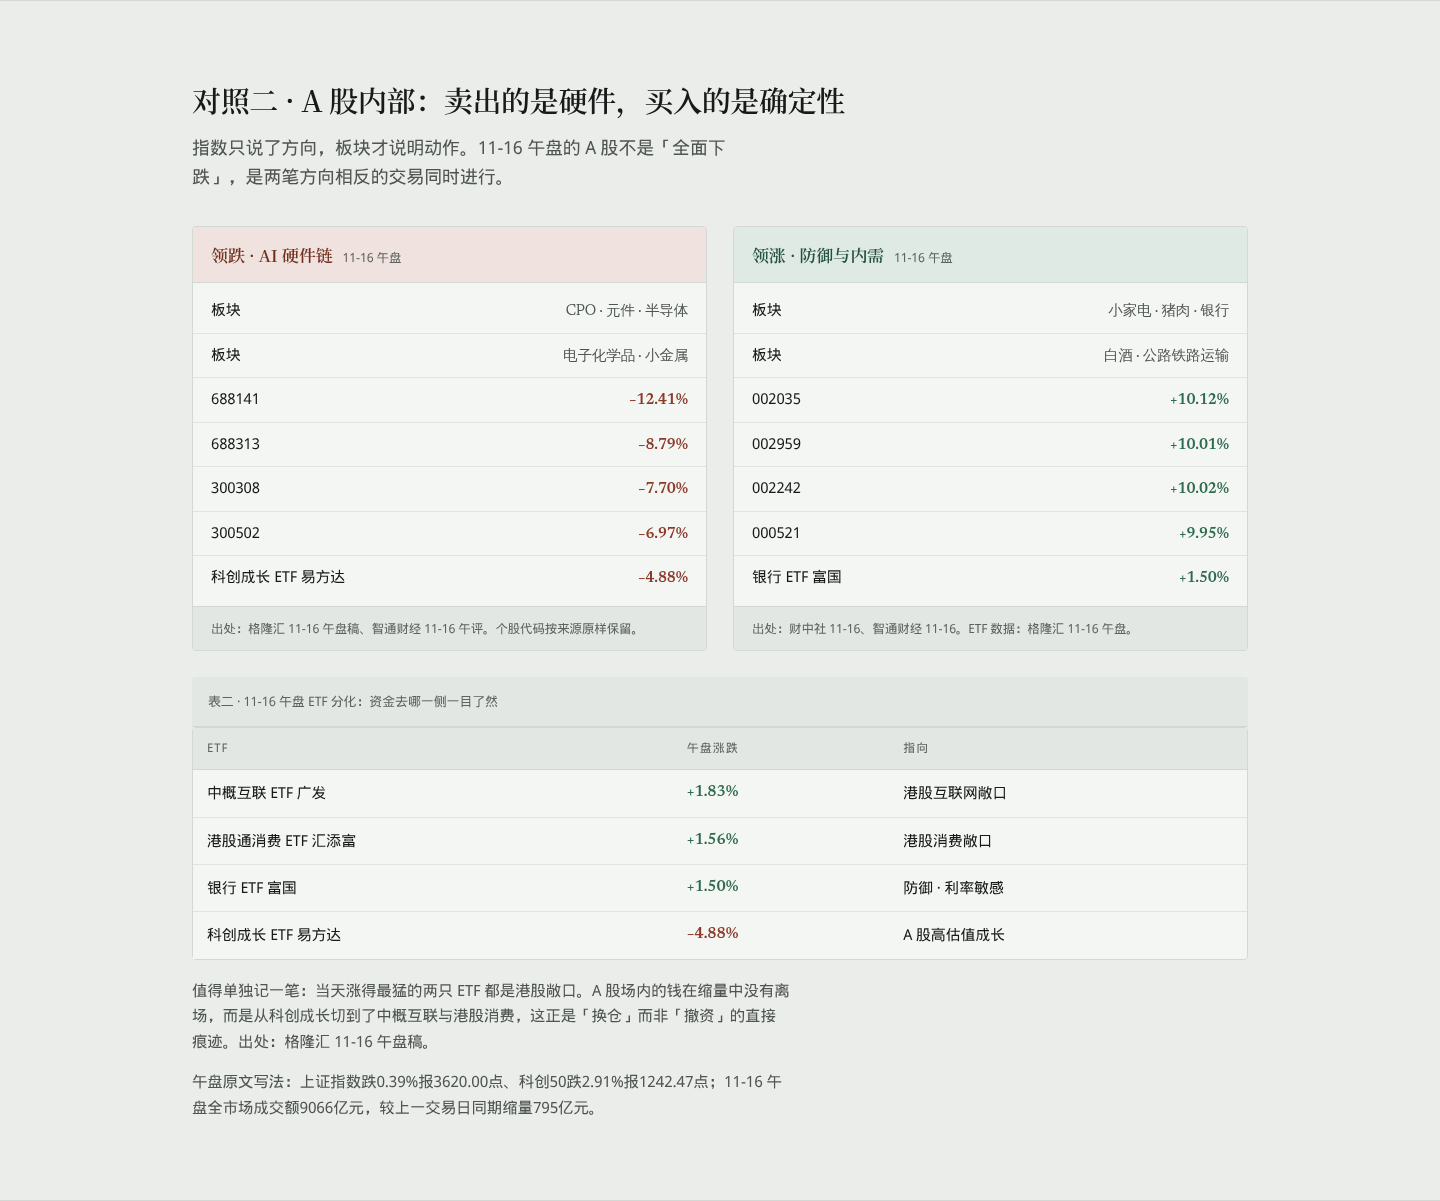 对照二 · A 股内部：卖出的是硬件，买入的是确定性
指数只说了方向，板块才说明动作。11-16 午盘的 A 股不是「全面下
跌」，是两笔方向相反的交易同时进行。
领跌 · AI 硬件链 11-16 午盘
板块 CPO · 元件 · 半导体
板块 电子化学品 · 小金属
688141 −12.41%
688313 −8.79%
300308 −7.70%
300502 −6.97%
科创成长 ETF 易方达 −4.88%
出处：格隆汇 11-16 午盘稿、智通财经 11-16 午评。个股代码按来源原样保留。
领涨 · 防御与内需 11-16 午盘
板块 小家电 · 猪肉 · 银行
板块 白酒 · 公路铁路运输
002035 +10.12%
002959 +10.01%
002242 +10.02%
000521 +9.95%
银行 ETF 富国 +1.50%
出处：财中社 11-16、智通财经 11-16。ETF 数据：格隆汇 11-16 午盘。
表二 · 11-16 午盘 ETF 分化：资金去哪一侧一目了然
ETF 午盘涨跌 指向
中概互联 ETF 广发 +1.83% 港股互联网敞口
港股通消费 ETF 汇添富 +1.56% 港股消费敞口
银行 ETF 富国 +1.50% 防御 · 利率敏感
科创成长 ETF 易方达 −4.88% A 股高估值成长
值得单独记一笔：当天涨得最猛的两只 ETF 都是港股敞口。A 股场内的钱在缩量中没有离
场，而是从科创成长切到了中概互联与港股消费，这正是「换仓」而非「撤资」的直接
痕迹。出处：格隆汇 11-16 午盘稿。
午盘原文写法：上证指数跌0.39%报3620.00点、科创50跌2.91%报1242.47点；11-16 午
盘全市场成交额9066亿元，较上一交易日同期缩量795亿元。